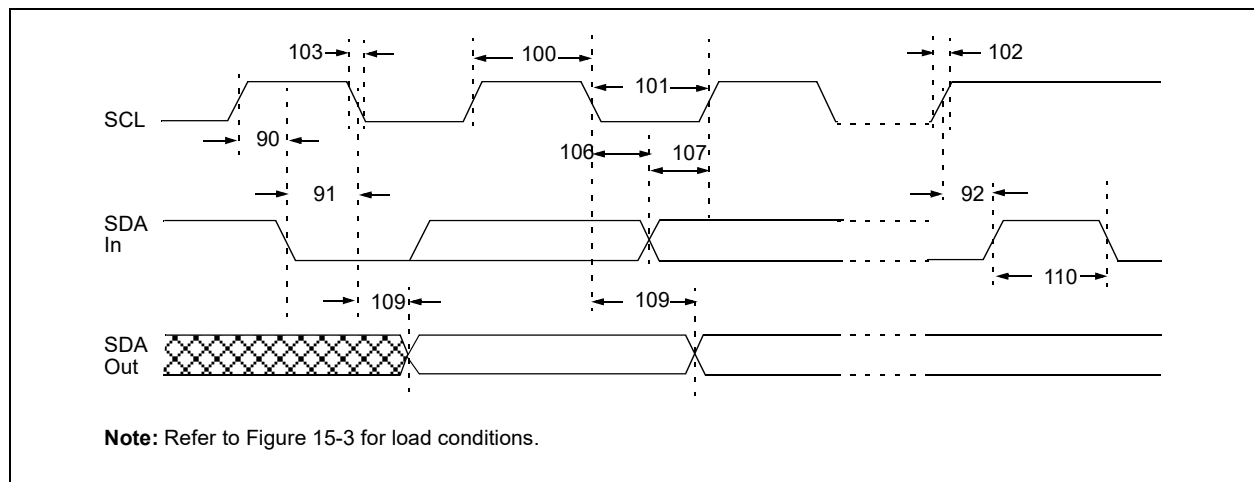 103
100
102
101
SCL
90
106
107
91
92
SDA
In
109
109
110
SDA
Out
Note: Refer to Figure 15-3 for load conditions.